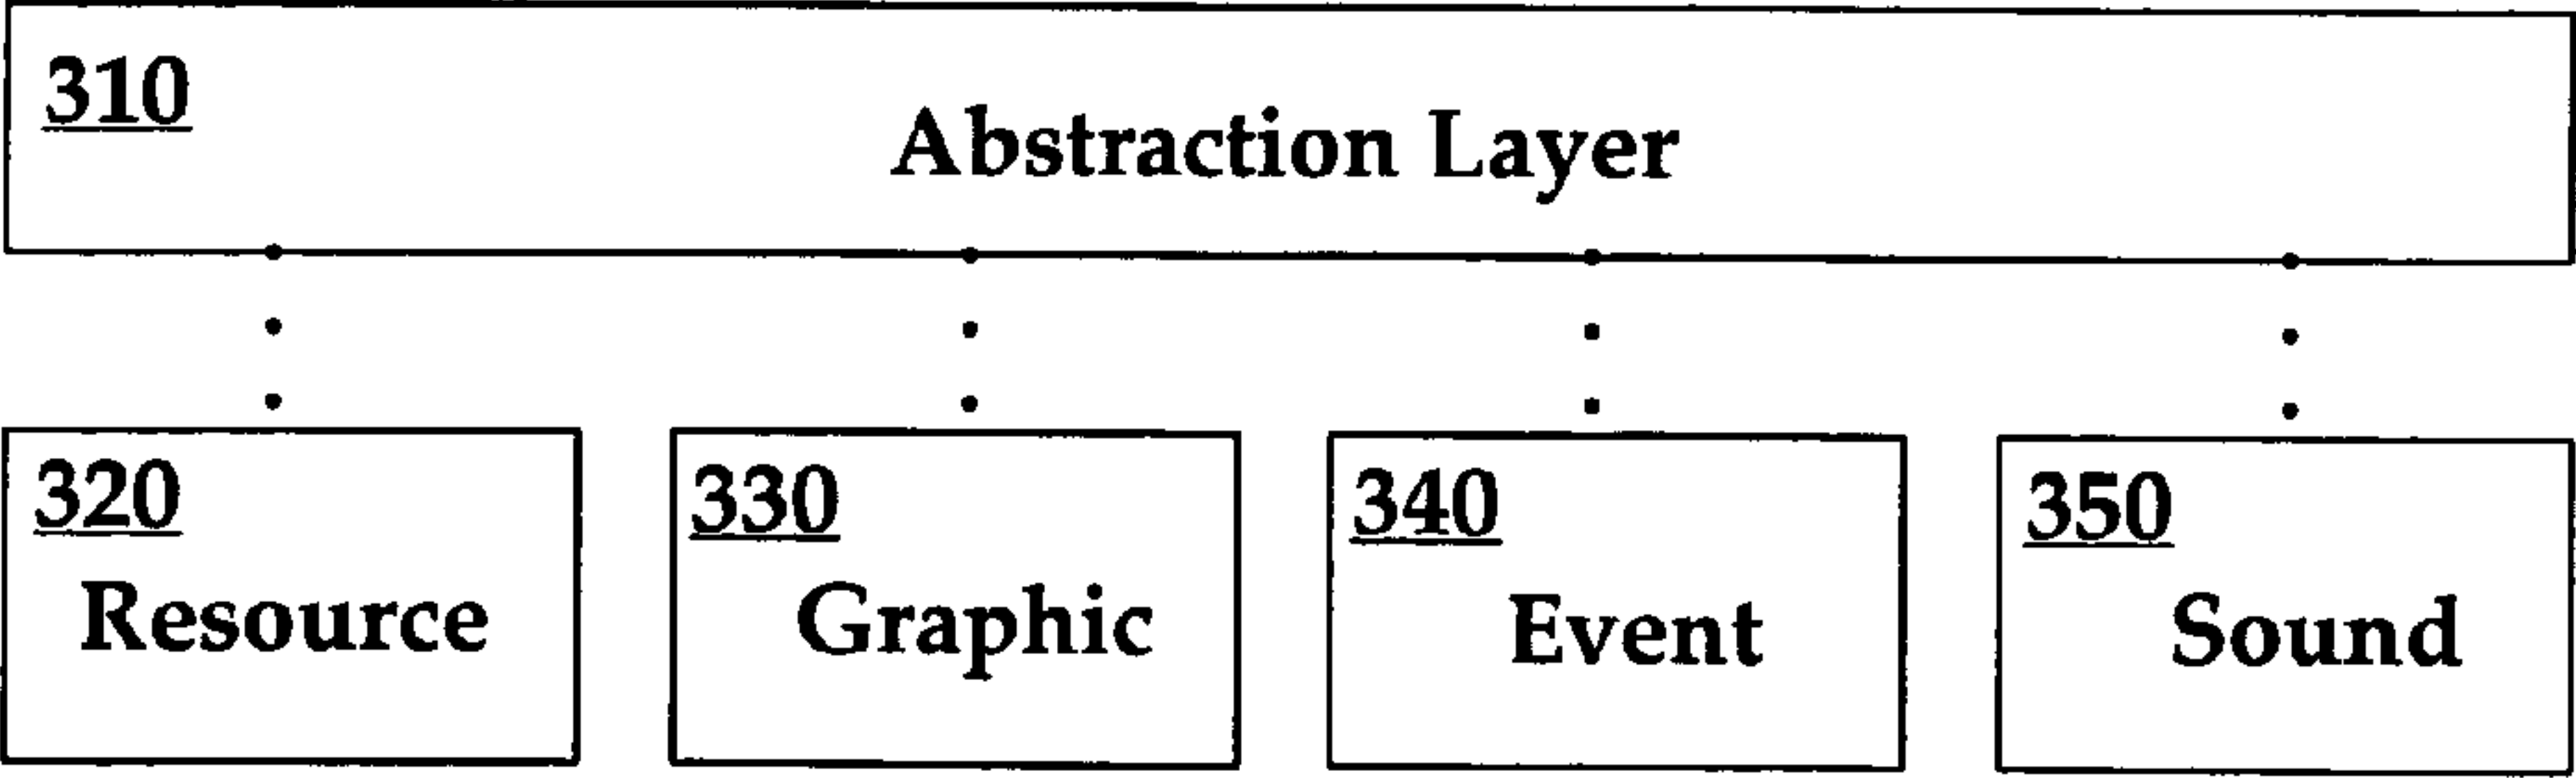 310
Abstraction Layer
320
Resource
330
Graphic
340
Event
350
Sound